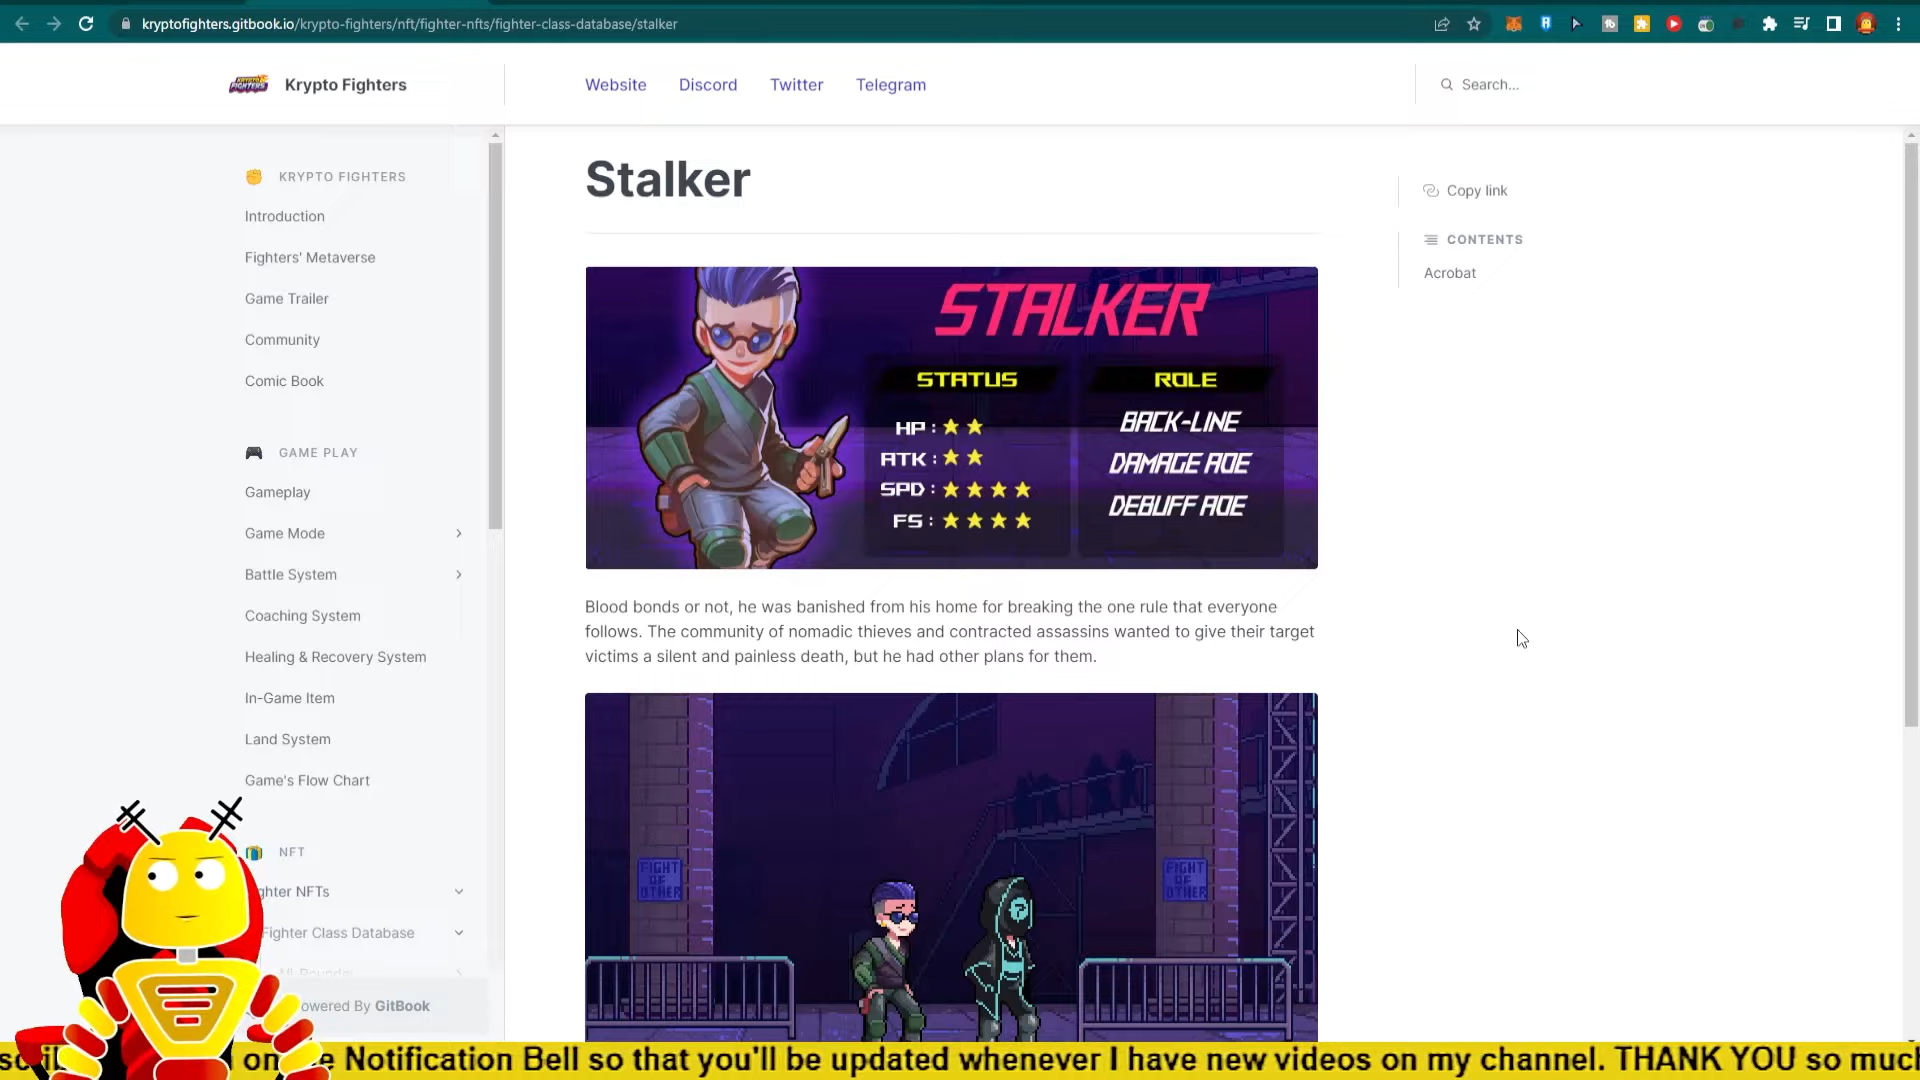 kryptofighters.gitbook.io/krypto-fighters/nft/fighter-nfts/fighter-class-database/stalker
Krypto Fighters
Website
Discord
Twitter
Telegram
Search...
KRYPTO FIGHTERS
Introduction
Fighters' Metaverse
Game Trailer
Community
Comic Book
GAME PLAY
Gameplay
Game Mode
Battle System
Coaching System
Healing & Recovery System
In-Game Item
Land System
Game's Flow Chart
NFT
ghter NFTs
Fighter Class Database
owered By GitBook
Stalker
STALKER
STATUS
HP :
ATK :
SPD :
FS :
ROLE
BACK-LINE
DAMAGE AOE
DEBUFF AOE
Blood bonds or not, he was banished from his home for breaking the one rule that everyone
follows. The community of nomadic thieves and contracted assassins wanted to give their target
victims a silent and painless death, but he had other plans for them.
FIGHT
OF
OTHER
FIGHT
OF
OTHER
Copy link
CONTENTS
Acrobat
on Notification Bell so that you'll be updated whenever I have new videos on my channel. THANK YOU so much